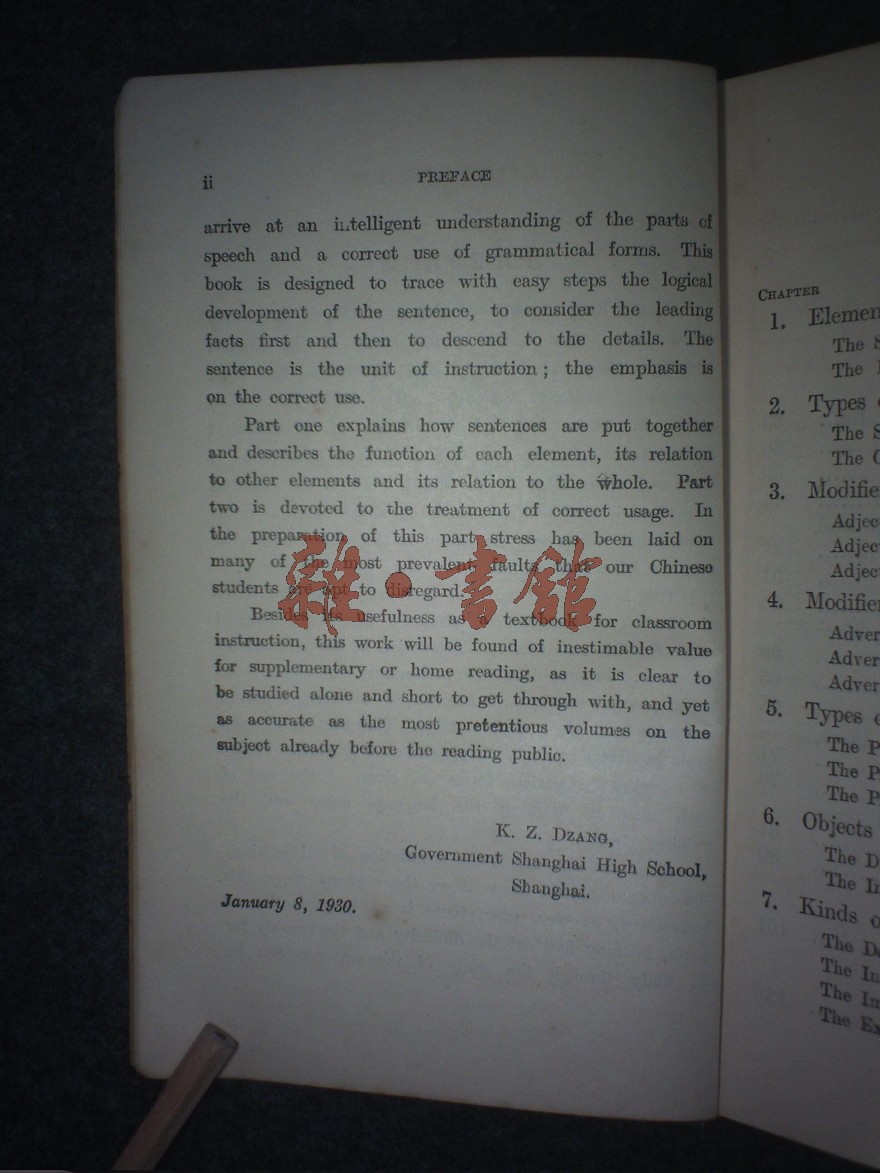 ii
PREFACE
arrive at an intelligent understanding of the parts of
speech and a correct use of grammatical forms. This
book is designed to trace with easy steps the logical
development of the sentence, to consider the leading
facts first and then to descend to the details. The
sentence is the unit of instruction; the emphasis is
on the correct use.
Part one explains how sentences are put together
and describes the function of each element, its relation
to other elements and its relation to the whole. Part
two is devoted to the treatment of correct usage. In
the preparation of this part stress has been laid on
many of the most prevalent faults that our Chinese
students are apt to disregard.
Besides its usefulness as a textbook for classroom
instruction, this work will be found of inestimable value
for supplementary or home reading, as it is clear to
be studied alone and short to get through with, and yet
as accurate as the most pretentious volumes on the
subject already before the reading public.
K. Z. DZANG,
Government Shanghai High School,
Shanghai.
January 8, 1930.
雜·書館
CHAPTER
1. Elemen
The S
The
2. Types
The S
The C
3. Modifie
Adjec
Adjec
Adjec
4. Modifie
Adver
Adver
Adver
5. Types o
The P
The P
The P
6. Objects
The D
The I
7. Kinds o
The D
The In
The In
The Ex